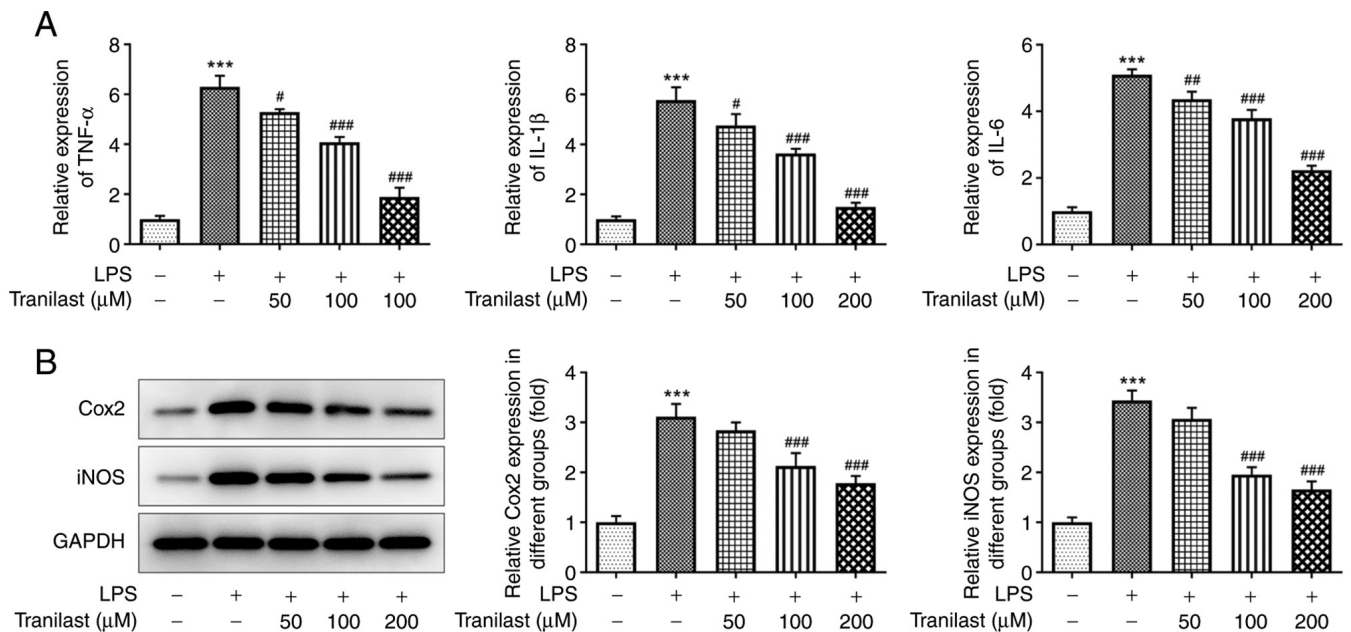 A
Relative expression
of TNF-α
8
6
4
2
0
***
#
###
###
LPS – + + + +
Tranilast (µM) – – 50 100 100
Relative expression
of IL-1β
8
6
4
2
0
***
#
###
###
LPS – + + + +
Tranilast (µM) – – 50 100 200
Relative expression
of IL-6
6
4
2
0
***
##
###
###
LPS – + + + +
Tranilast (µM) – – 50 100 200
B
Cox2
iNOS
GAPDH
LPS – + + + +
Tranilast (µM) – – 50 100 200
Relative Cox2 expression in
different groups (fold)
4
3
2
1
0
***
###
###
LPS – + + + +
Tranilast (µM) – – 50 100 200
Relative iNOS expression in
different groups (fold)
4
3
2
1
0
***
###
###
LPS – + + + +
Tranilast (µM) – – 50 100 200